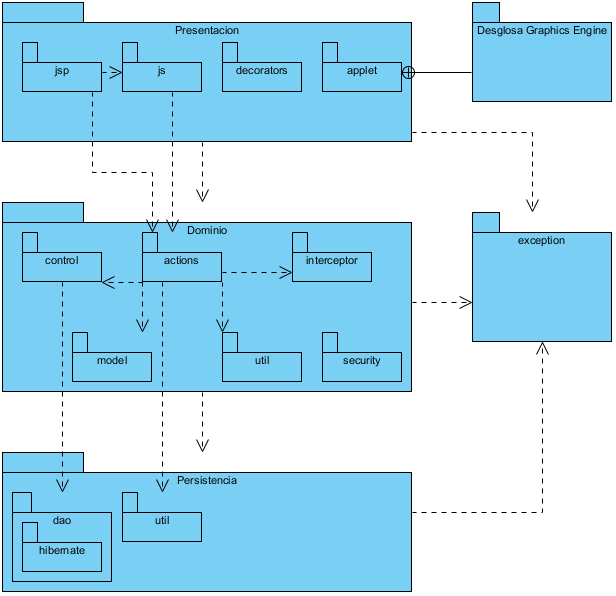 Presentacion
Desglosa Graphics Engine
jsp
js
decorators
applet
Dominio
exception
control
actions
interceptor
model
util
security
Persistencia
dao
util
hibernate